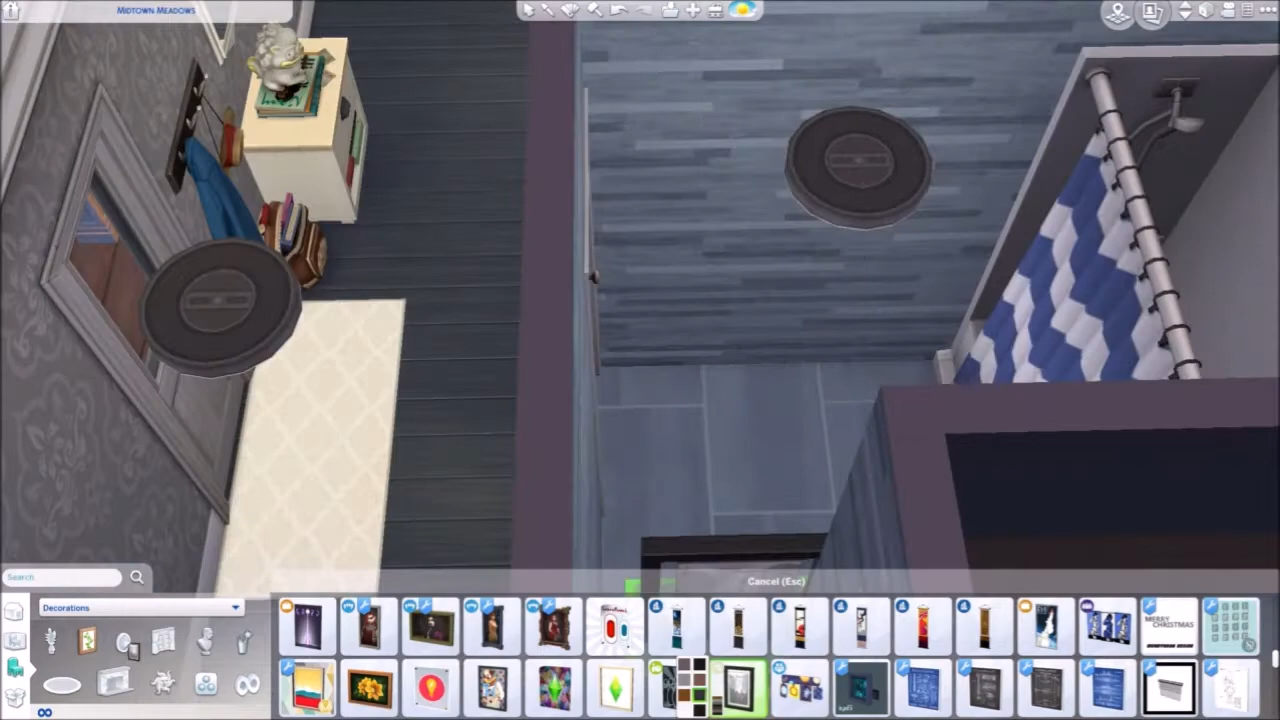 MIDTOWN MEADOWS
Cancel (Esc)
Search
Decorations
MERRY
CHRISTMAS